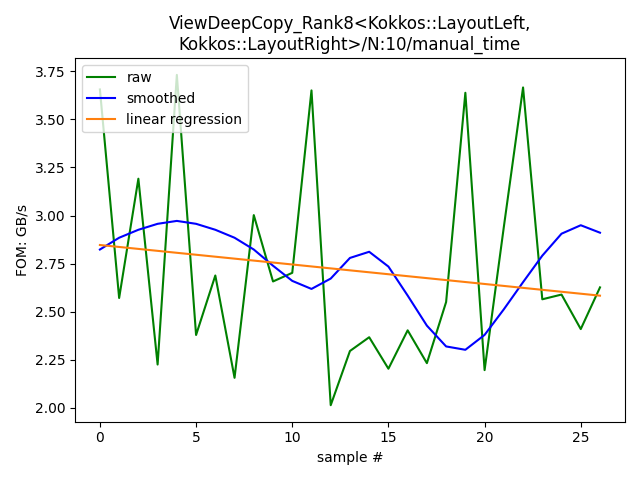 ViewDeepCopy_Rank8<Kokkos::LayoutLeft,
Kokkos::LayoutRight>/N:10/manual_time
raw
smoothed
linear regression
FOM: GB/s
3.75
3.50
3.25
3.00
2.75
2.50
2.25
2.00
0 5 10 15 20 25
sample #